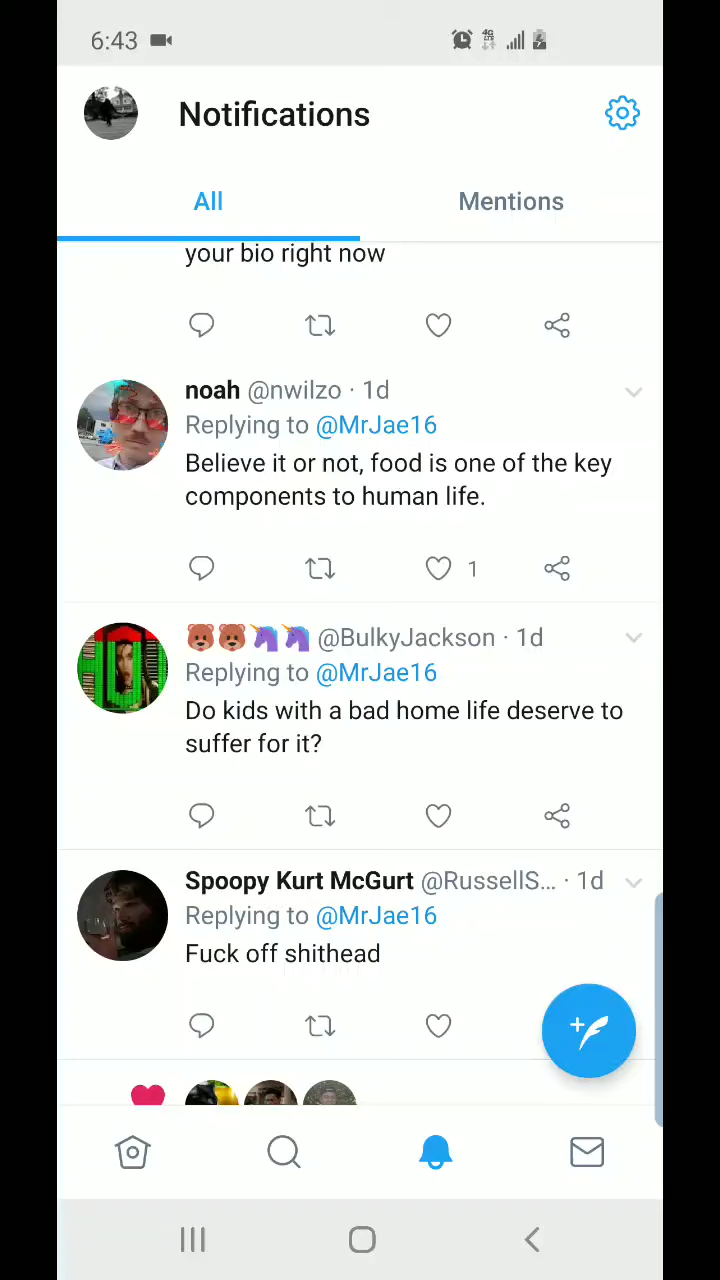 6:43
4G
LTE
Notifications
All
Mentions
your bio right now
noah @nwilzo · 1d
Replying to @MrJae16
Believe it or not, food is one of the key
components to human life.
1
🐻🐻🦄🦄 @BulkyJackson · 1d
Replying to @MrJae16
Do kids with a bad home life deserve to
suffer for it?
Spoopy Kurt McGurt @RussellS... · 1d
Replying to @MrJae16
Fuck off shithead